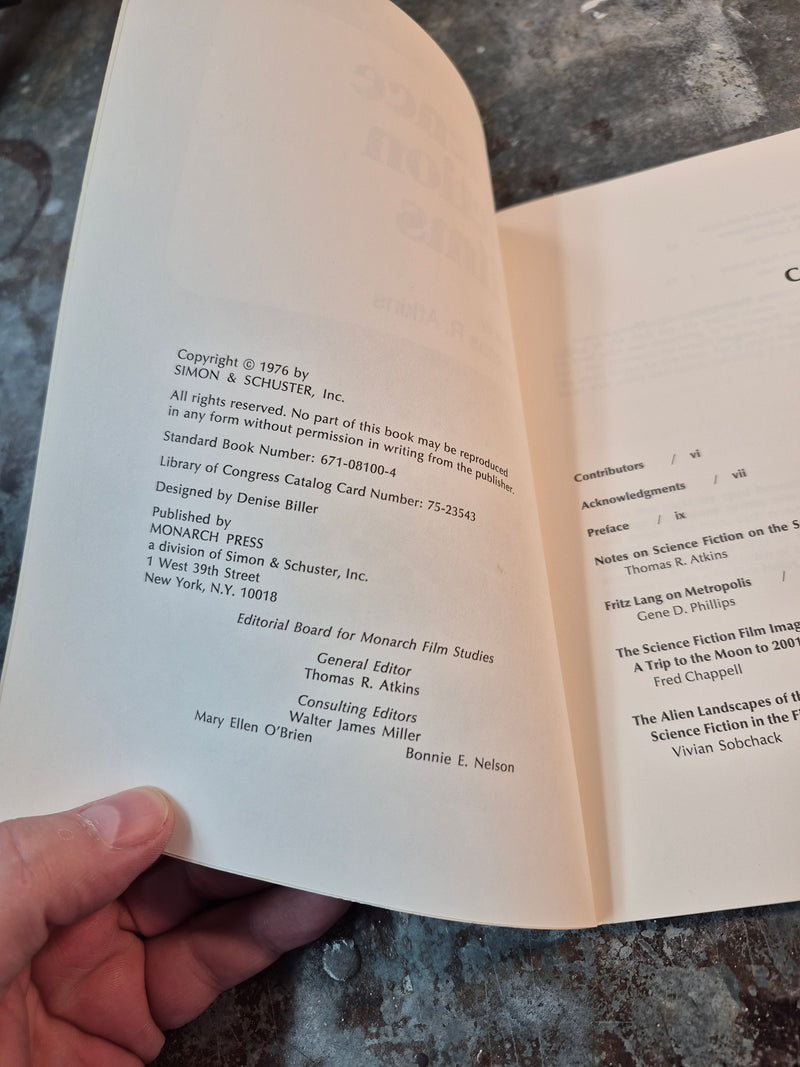 Copyright © 1976 by
SIMON & SCHUSTER, Inc.
All rights reserved. No part of this book may be reproduced
in any form without permission in writing from the publisher.
Standard Book Number: 671-08100-4
Library of Congress Catalog Card Number: 75-23543
Designed by Denise Biller
Published by
MONARCH PRESS
a division of Simon & Schuster, Inc.
1 West 39th Street
New York, N.Y. 10018
Editorial Board for Monarch Film Studies
General Editor
Thomas R. Atkins
Consulting Editors
Walter James Miller
Mary Ellen O'Brien
Bonnie E. Nelson
C
Contributors / vi
Acknowledgments / vii
Preface / ix
Notes on Science Fiction on the S
Thomas R. Atkins
Fritz Lang on Metropolis /
Gene D. Phillips
The Science Fiction Film Imag
A Trip to the Moon to 2001
Fred Chappell
The Alien Landscapes of th
Science Fiction in the Fi
Vivian Sobchack